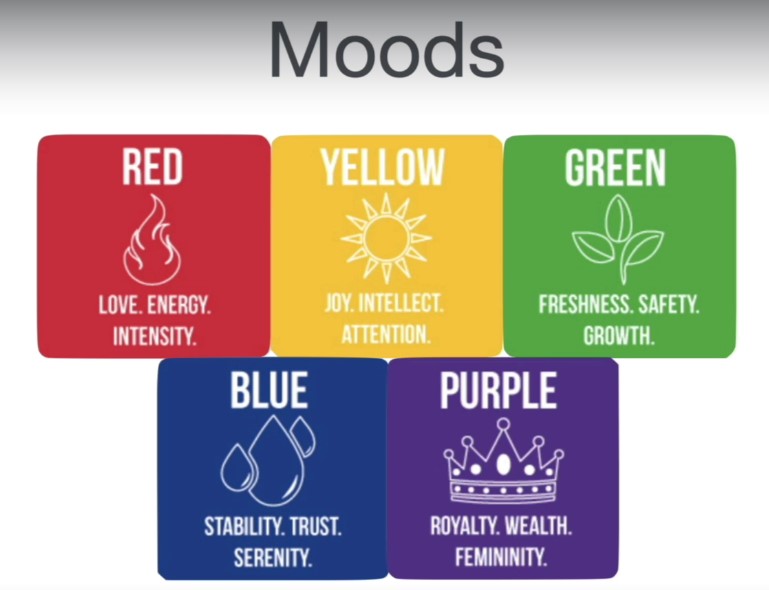 Moods
RED
LOVE. ENERGY.
INTENSITY.
YELLOW
JOY. INTELLECT.
ATTENTION.
GREEN
FRESHNESS. SAFETY.
GROWTH.
BLUE
STABILITY. TRUST.
SERENITY.
PURPLE
ROYALTY. WEALTH.
FEMININITY.